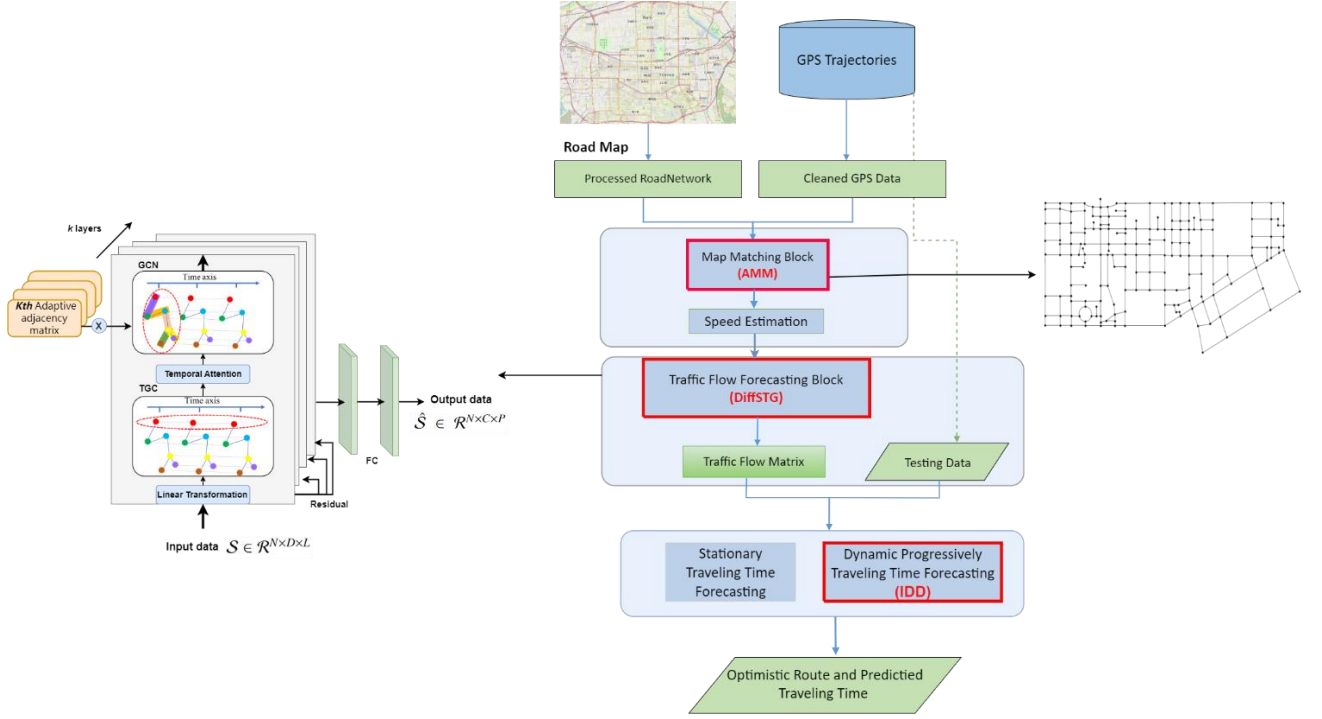 GPS Trajectories
Road Map
Processed RoadNetwork
Cleaned GPS Data
Map Matching Block
(AMM)
Speed Estimation
Traffic Flow Forecasting Block
(DiffSTG)
Traffic Flow Matrix
Testing Data
Stationary
Traveling Time
Forecasting
Dynamic Progressively
Traveling Time Forecasting
(IDD)
Optimistic Route and Predictied
Traveling Time
k layers
GCN
Time axis
Kth Adaptive
adjacency
matrix
X
Temporal Attention
TGC
Time axis
Linear Transformation
Residual
FC
Output data
Ŝ ∈ R^{N×C×P}
Input data S ∈ R^{N×D×L}